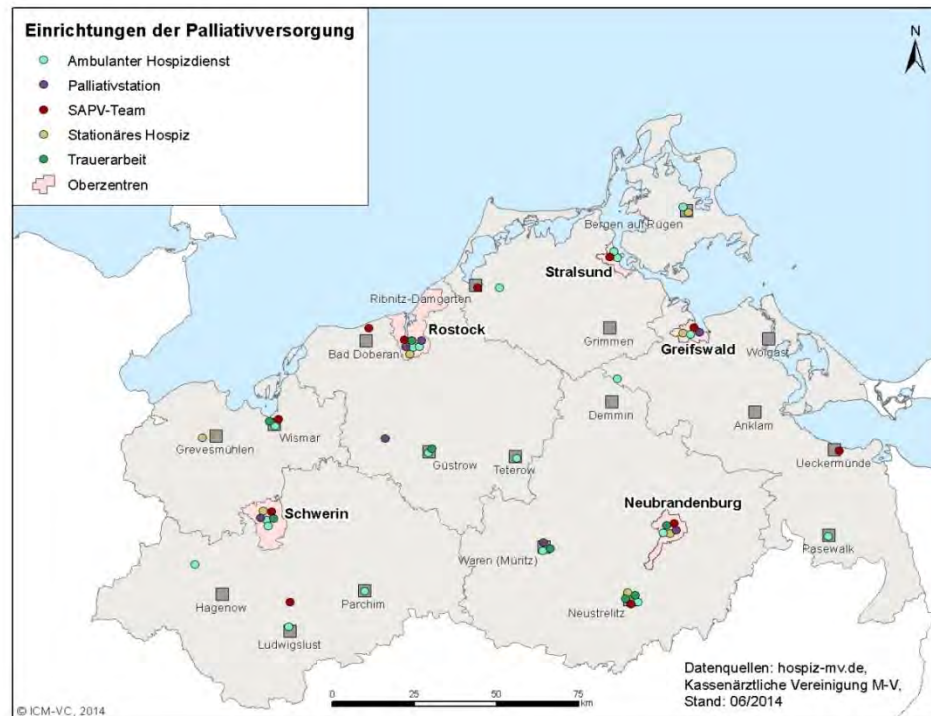 Einrichtungen der Palliativversorgung
Ambulanter Hospizdienst
Palliativstation
SAPV-Team
Stationäres Hospiz
Trauerarbeit
Oberzentren
N
Bergen auf Rügen
Stralsund
Ribnitz-Damgarten
Rostock
Bad Doberan
Grimmen
Greifswald
Wolgast
Demmin
Anklam
Wismar
Grevesmühlen
Güstrow
Teterow
Ueckermünde
Schwerin
Neubrandenburg
Waren (Müritz)
Pasewalk
Hagenow
Parchim
Neustrelitz
Ludwigslust
Datenquellen: hospiz-mv.de,
Kassenärztliche Vereinigung M-V,
Stand: 06/2014
0 25 50 75
km
© ICM-VC, 2014